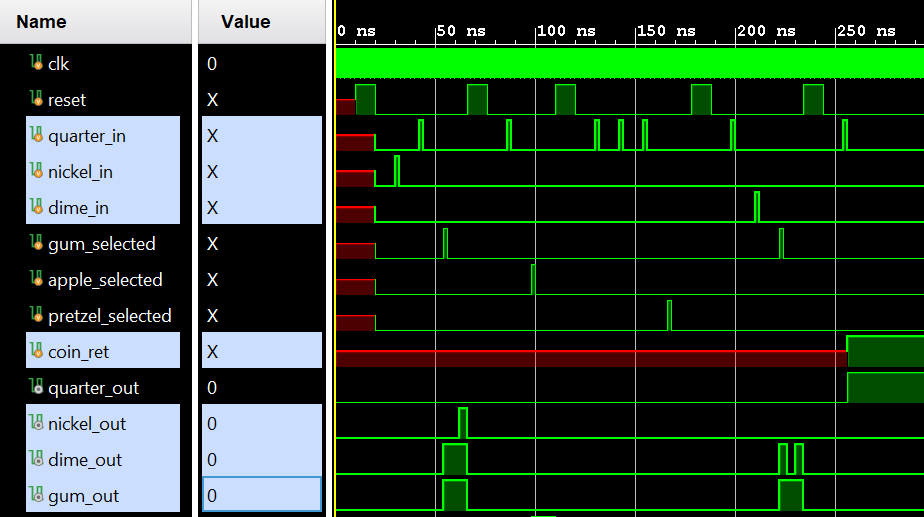 Name Value
0 ns 50 ns 100 ns 150 ns 200 ns 250 ns
clk 0
reset X
quarter_in X
nickel_in X
dime_in X
gum_selected X
apple_selected X
pretzel_selected X
coin_ret X
quarter_out 0
nickel_out 0
dime_out 0
gum_out 0